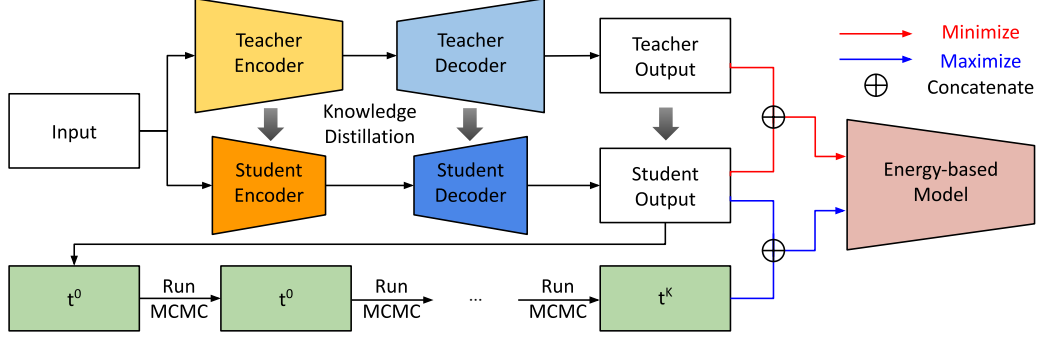 Teacher
Encoder
Teacher
Decoder
Teacher
Output
Minimize
Maximize
Concatenate
Input
Knowledge
Distillation
Student
Encoder
Student
Decoder
Student
Output
Energy-based
Model
t⁰
Run
MCMC
t⁰
Run
MCMC
...
Run
MCMC
tᴷ